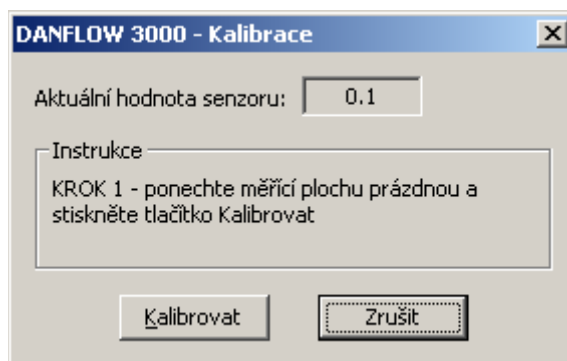 DANFLOW 3000 - Kalibrace
Aktuální hodnota senzoru: 0.1
Instrukce
KROK 1 - ponechte měřící plochu prázdnou a
stiskněte tlačítko Kalibrovat
Kalibrovat Zrušit